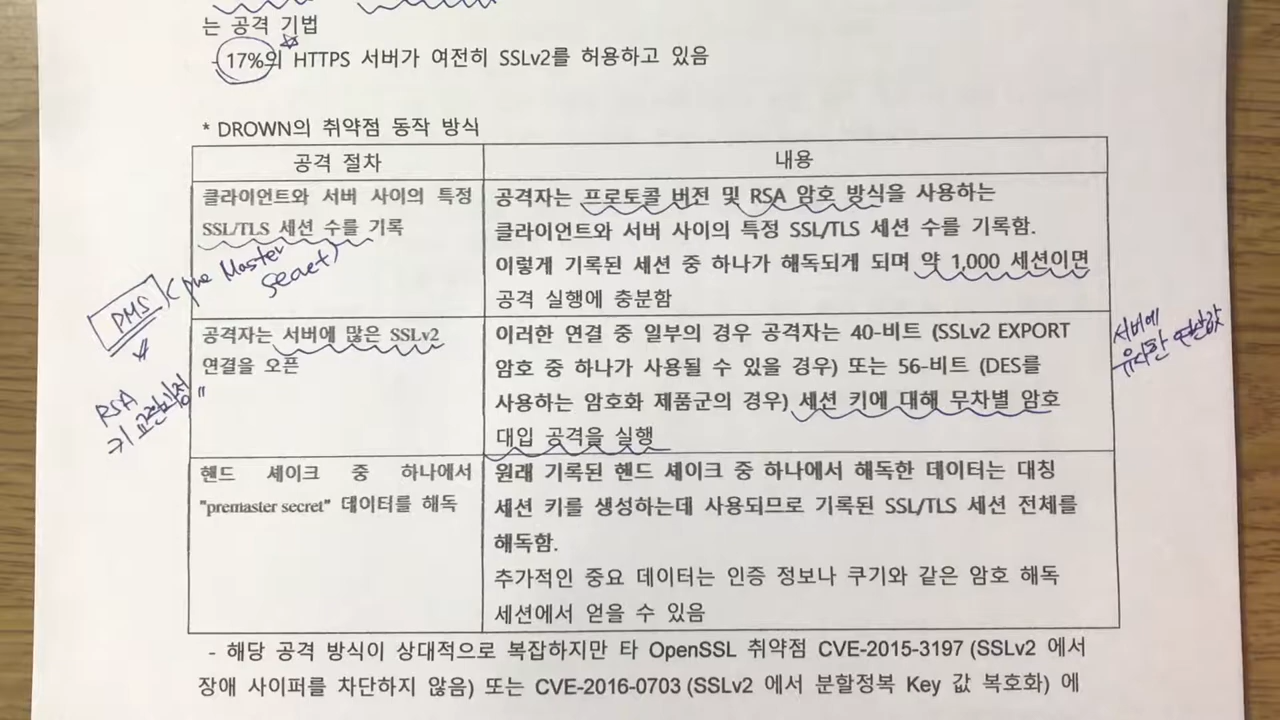 는 공격 기법
- 17%의 HTTPS 서버가 여전히 SSLv2를 허용하고 있음
* DROWN의 취약점 동작 방식
공격 절차
내용
클라이언트와 서버 사이의 특정
SSL/TLS 세션 수를 기록
공격자는 프로토콜 버전 및 RSA 암호 방식을 사용하는
클라이언트와 서버 사이의 특정 SSL/TLS 세션 수를 기록함.
이렇게 기록된 세션 중 하나가 해독되게 되며 약 1,000 세션이면
공격 실행에 충분함
PMS (pre Master
secret)
RSA
키 교환과정"
공격자는 서버에 많은 SSLv2
연결을 오픈
이러한 연결 중 일부의 경우 공격자는 40-비트 (SSLv2 EXPORT
암호 중 하나가 사용될 수 있을 경우) 또는 56-비트 (DES를
사용하는 암호화 제품군의 경우) 세션 키에 대해 무차별 암호
대입 공격을 실행
서버에
유지한 연산값
핸드 셰이크 중 하나에서
"premaster secret" 데이터를 해독
원래 기록된 핸드 셰이크 중 하나에서 해독한 데이터는 대칭
세션 키를 생성하는데 사용되므로 기록된 SSL/TLS 세션 전체를
해독함.
추가적인 중요 데이터는 인증 정보나 쿠기와 같은 암호 해독
세션에서 얻을 수 있음
- 해당 공격 방식이 상대적으로 복잡하지만 타 OpenSSL 취약점 CVE-2015-3197 (SSLv2 에서
장애 사이퍼를 차단하지 않음) 또는 CVE-2016-0703 (SSLv2 에서 분할정복 Key 값 복호화) 에